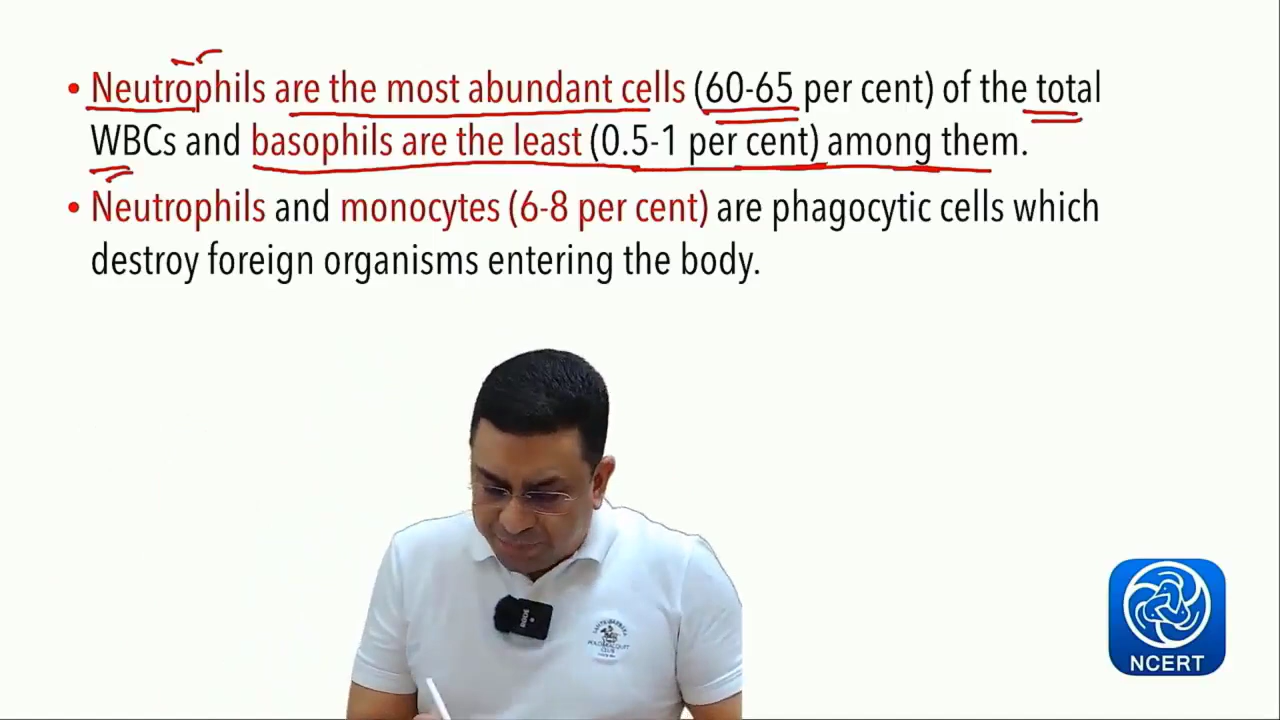 • Neutrophils are the most abundant cells (60-65 per cent) of the total
WBCs and basophils are the least (0.5-1 per cent) among them.
• Neutrophils and monocytes (6-8 per cent) are phagocytic cells which
destroy foreign organisms entering the body.
NCERT